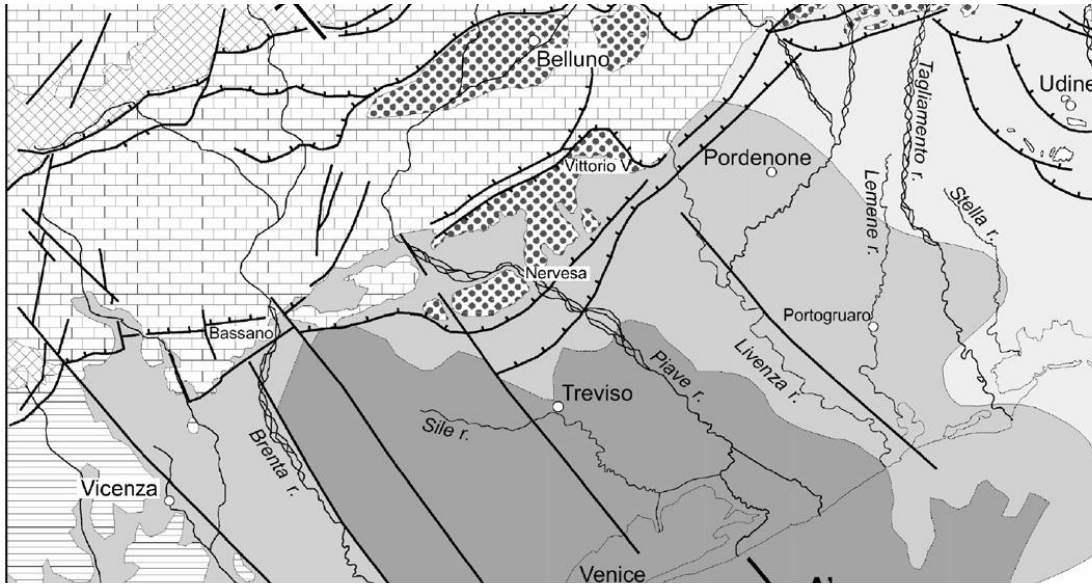 Belluno
Udine
Tagliamento r.
Pordenone
Vittorio V.
Lemene r.
Stella r.
Nervesa
Portogruaro
Bassano
Piave r.
Livenza r.
Treviso
Sile r.
Brenta r.
Vicenza
Venice
A'